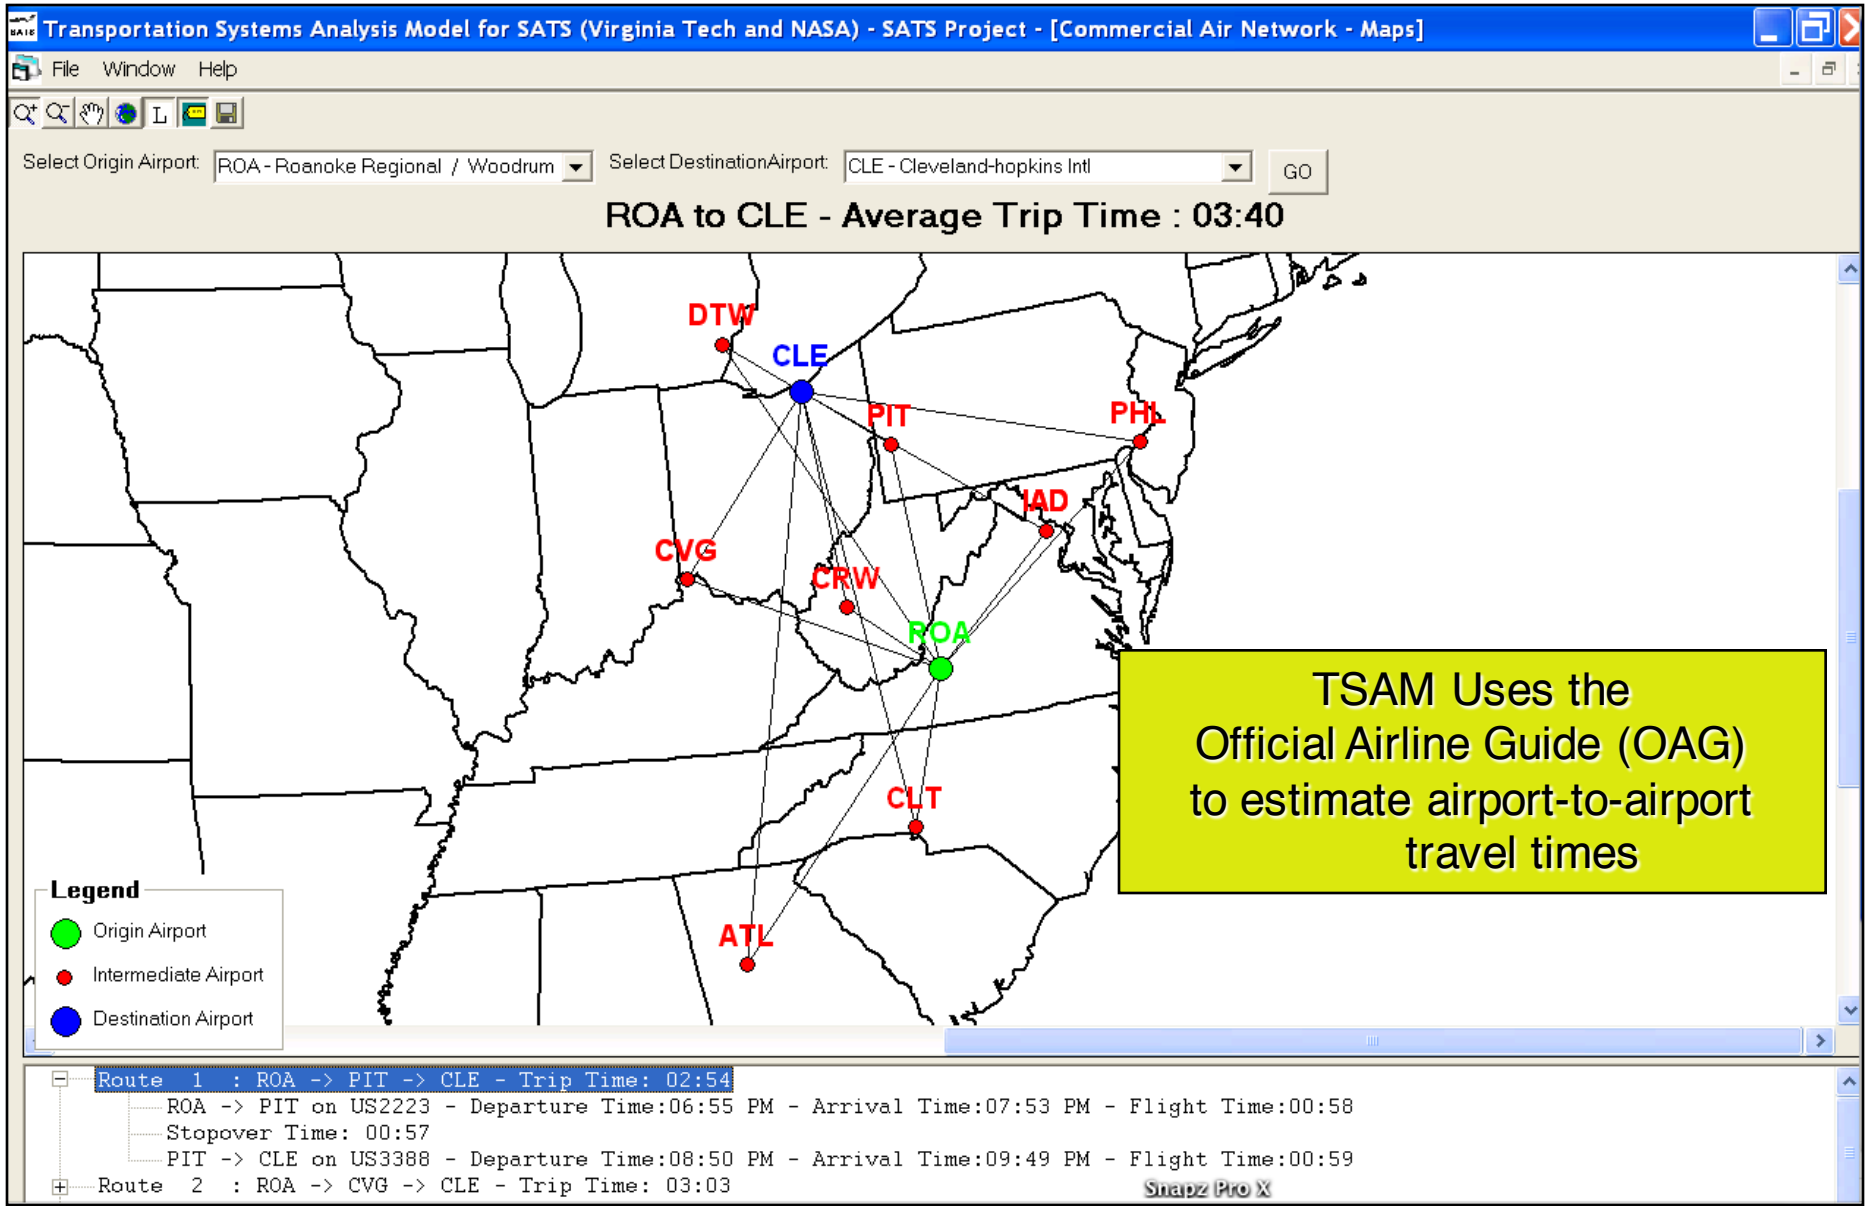 SATS Transportation Systems Analysis Model for SATS (Virginia Tech and NASA) - SATS Project - [Commercial Air Network - Maps]
File Window Help
L
Select Origin Airport: ROA - Roanoke Regional / Woodrum Select DestinationAirport: CLE - Cleveland-hopkins Intl GO
ROA to CLE - Average Trip Time : 03:40
DTW
CLE
PIT
PHL
IAD
CVG
CRW
ROA
CLT
ATL
TSAM Uses the
Official Airline Guide (OAG)
to estimate airport-to-airport
travel times
Legend
Origin Airport
Intermediate Airport
Destination Airport
Route 1 : ROA -> PIT -> CLE - Trip Time: 02:54
ROA -> PIT on US2223 - Departure Time:06:55 PM - Arrival Time:07:53 PM - Flight Time:00:58
Stopover Time: 00:57
PIT -> CLE on US3388 - Departure Time:08:50 PM - Arrival Time:09:49 PM - Flight Time:00:59
Route 2 : ROA -> CVG -> CLE - Trip Time: 03:03
Snapz Pro X